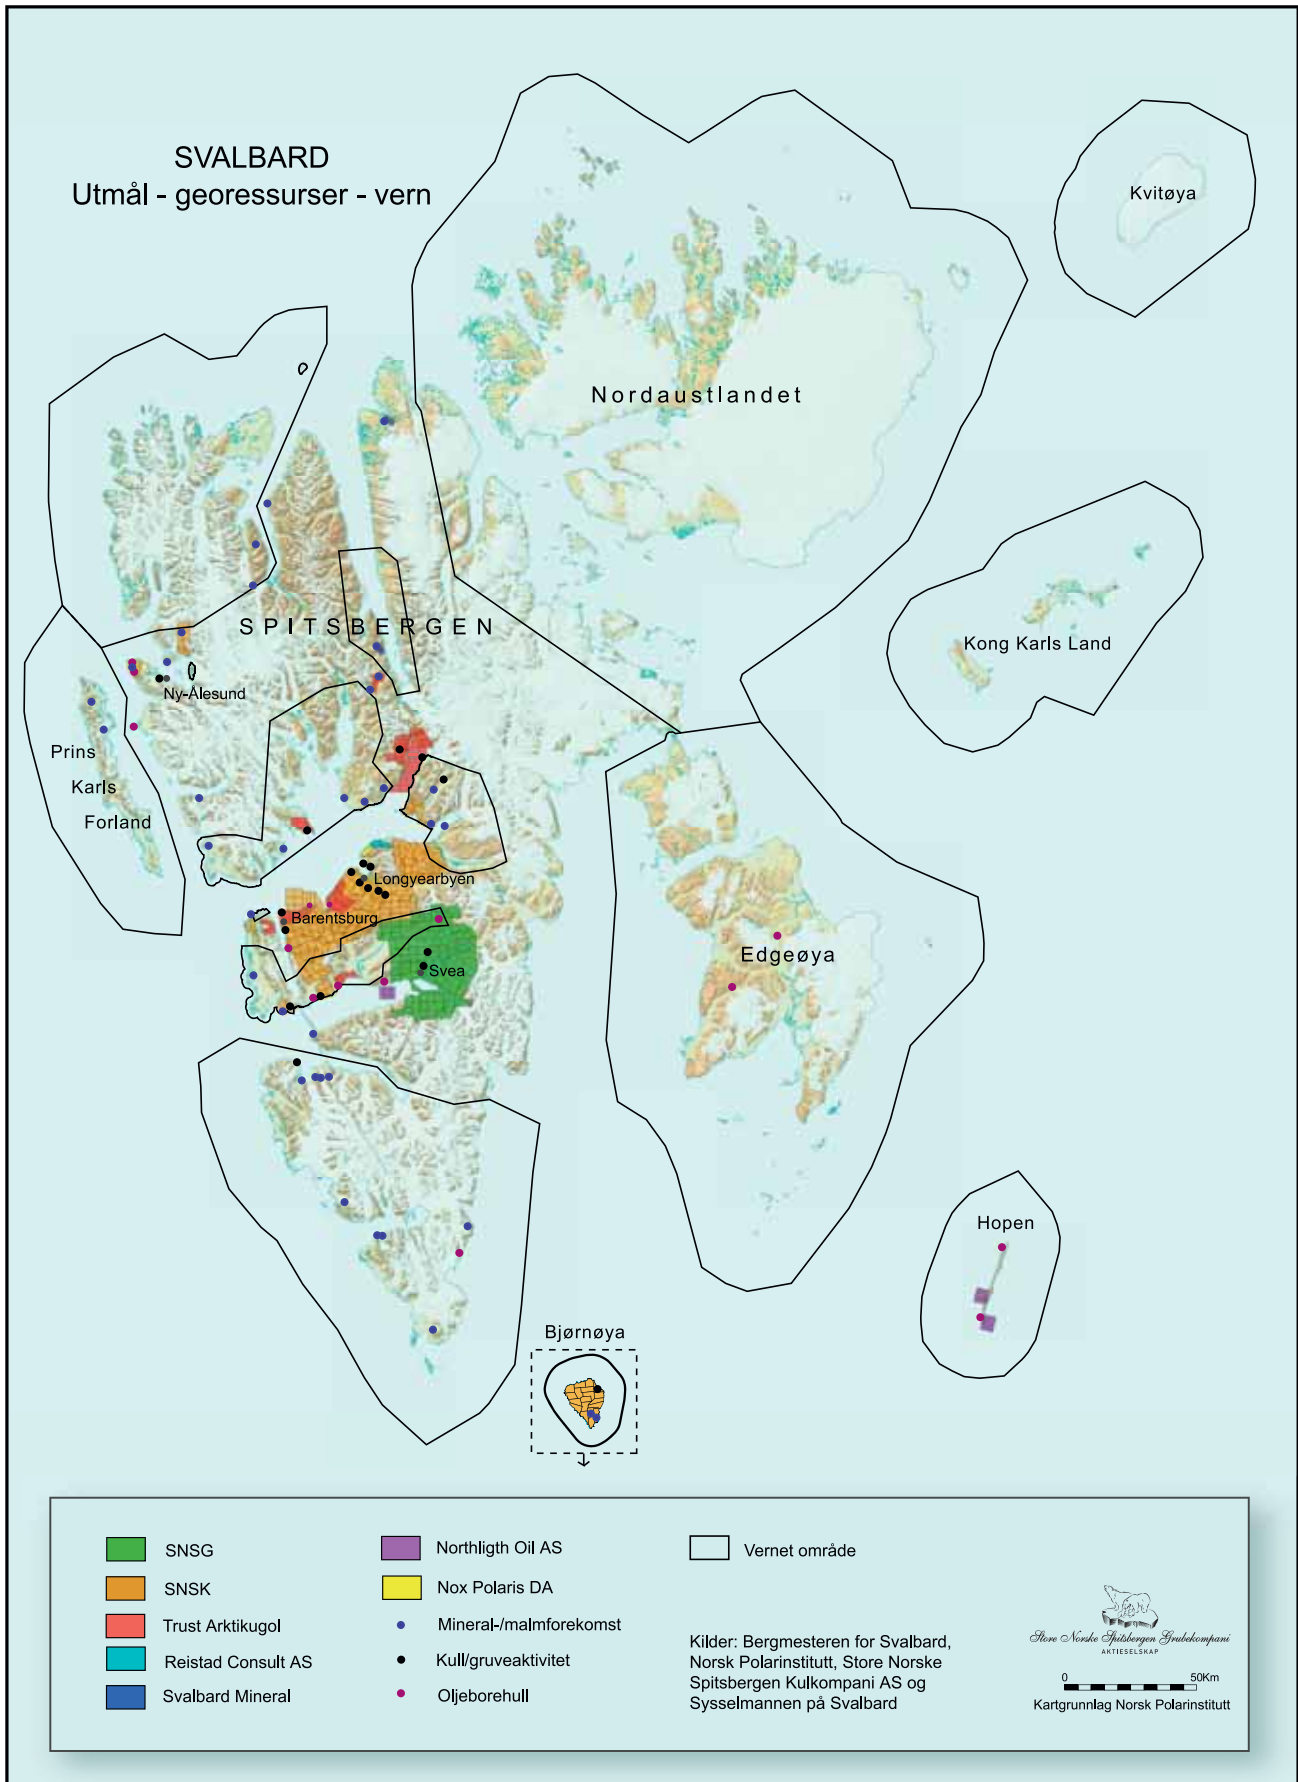 SVALBARD
Utmål - georessurser - vern
Kvitøya
Nordaustlandet
SPITSBERGEN
Kong Karls Land
Ny-Ålesund
Prins
Karls
Forland
Longyearbyen
Barentsburg
Svea
Edgeøya
Hopen
Bjørnøya
SNSG
SNSK
Trust Arktikugol
Reistad Consult AS
Svalbard Mineral
Northligth Oil AS
Nox Polaris DA
Mineral-/malmforekomst
Kull/gruveaktivitet
Oljeborehull
Vernet område
Kilder: Bergmesteren for Svalbard,
Norsk Polarinstitutt, Store Norske
Spitsbergen Kulkompani AS og
Sysselmannen på Svalbard
Store Norske Spitsbergen Grubekompani
AKTIESELSKAP
0 50Km
Kartgrunnlag Norsk Polarinstitutt